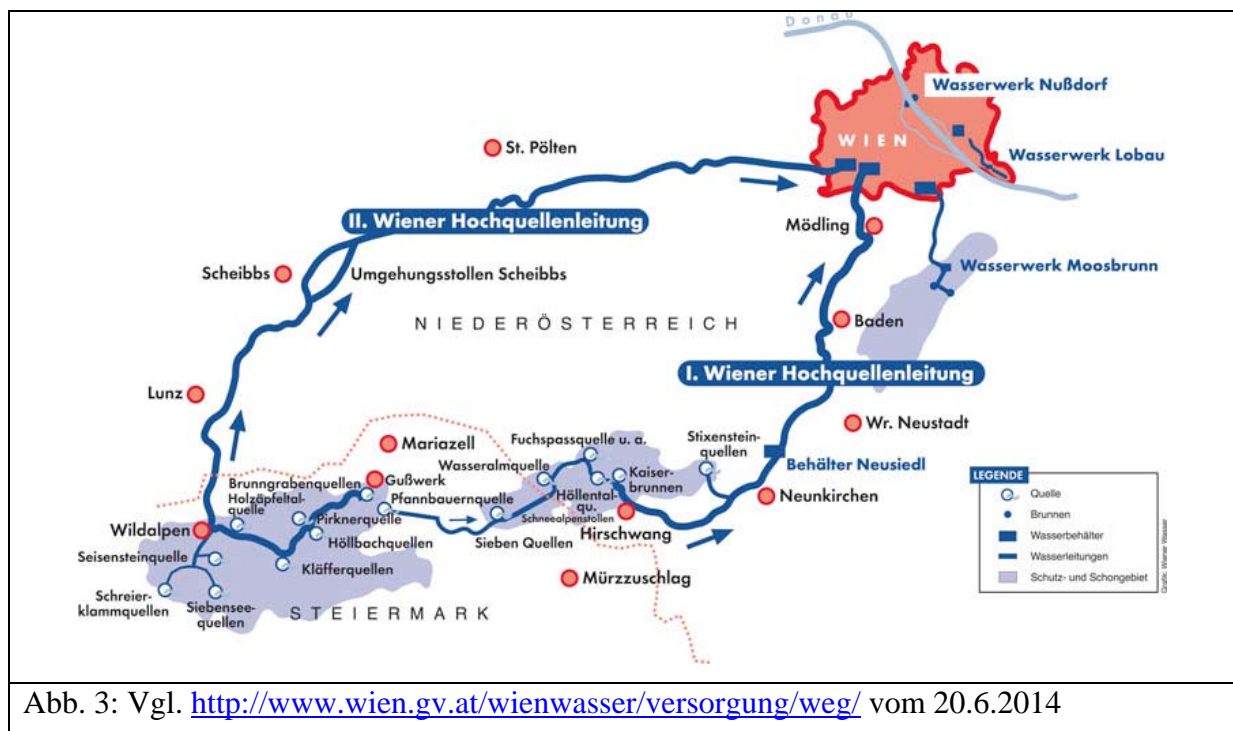 Donau
Wasserwerk Nußdorf
WIEN
Wasserwerk Lobau
St. Pölten
II. Wiener Hochquellenleitung
Mödling
Scheibbs
Umgehungsstollen Scheibbs
Wasserwerk Moosbrunn
NIEDERÖSTERREICH
Baden
I. Wiener Hochquellenleitung
Lunz
Wr. Neustadt
Mariazell
Fuchspassquelle u. a.
Stixenstein-
quellen
Behälter Neusiedl
Wasseralmquelle
Kaiser-
brunnen
Gußwerk
Brunngrabenquellen
Holzäpfeltal-
quelle
Pfannbauernquelle
Höllental-
qu.
Neunkirchen
Pirknerquelle
Schneealpenstollen
Hirschwang
Wildalpen
Höllbachquellen
Sieben Quellen
Seisensteinquelle
Kläfferquellen
Mürzzuschlag
Schreier-
klammquellen
Siebensee-
quellen
STEIERMARK
LEGENDE
Quelle
Brunnen
Wasserbehälter
Wasserleitungen
Schutz- und Schongebiet
Grafik: Wiener Wasser
Abb. 3: Vgl. http://www.wien.gv.at/wienwasser/versorgung/weg/ vom 20.6.2014